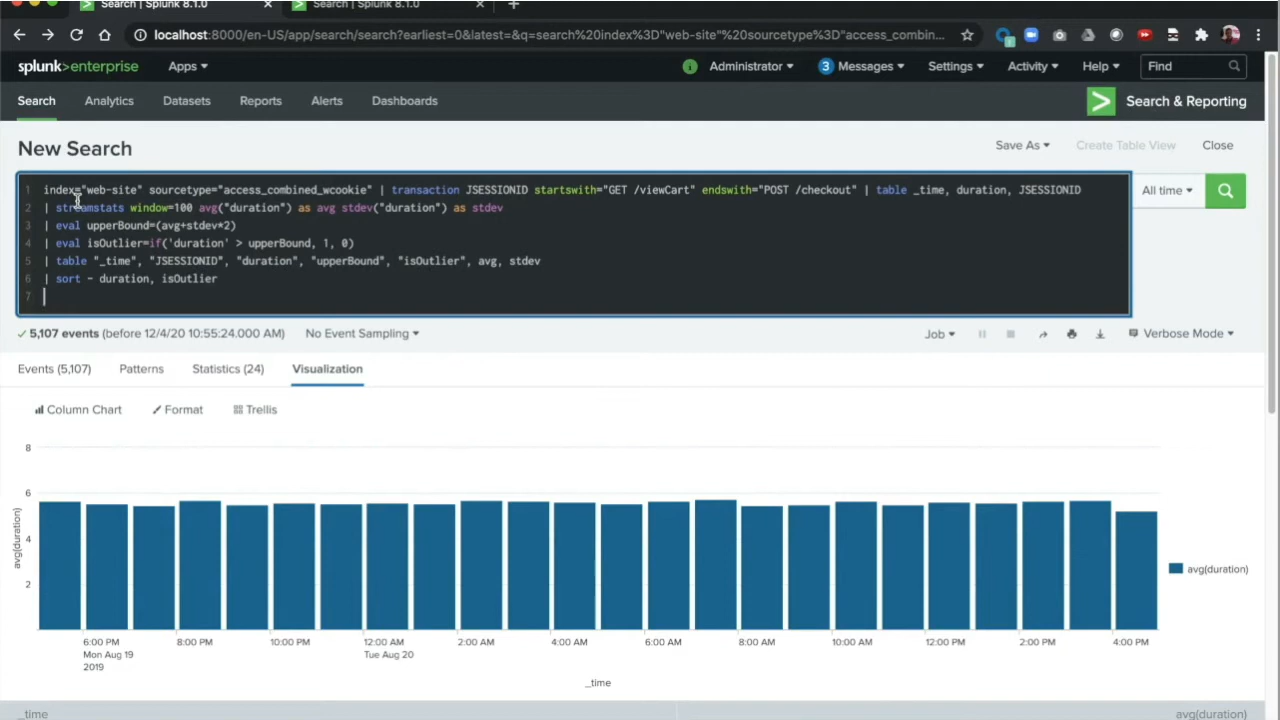 Search | Splunk 8.1.0
Search | Splunk 8.1.0
localhost:8000/en-US/app/search/search?earliest=0&latest=&q=search%20index%3D"web-site"%20sourcetype%3D"access_combin...
splunk>enterprise Apps i Administrator 3 Messages Settings Activity Help Find
Search Analytics Datasets Reports Alerts Dashboards Search & Reporting
New Search
Save As Create Table View Close
1 index="web-site" sourcetype="access_combined_wcookie" | transaction JSESSIONID startswith="GET /viewCart" endswith="POST /checkout" | table _time, duration, JSESSIONID
2 | streamstats window=100 avg("duration") as avg stdev("duration") as stdev
3 | eval upperBound=(avg+stdev*2)
4 | eval isOutlier=if('duration' > upperBound, 1, 0)
5 | table "_time", "JSESSIONID", "duration", "upperBound", "isOutlier", avg, stdev
6 | sort - duration, isOutlier
7
All time
5,107 events (before 12/4/20 10:55:24.000 AM) No Event Sampling Job Verbose Mode
Events (5,107) Patterns Statistics (24) Visualization
Column Chart Format Trellis
8
6
4
2
avg(duration)
avg(duration)
6:00 PM 8:00 PM 10:00 PM 12:00 AM 2:00 AM 4:00 AM 6:00 AM 8:00 AM 10:00 AM 12:00 PM 2:00 PM 4:00 PM
Mon Aug 19 Tue Aug 20
2019
_time
_time avg(duration)